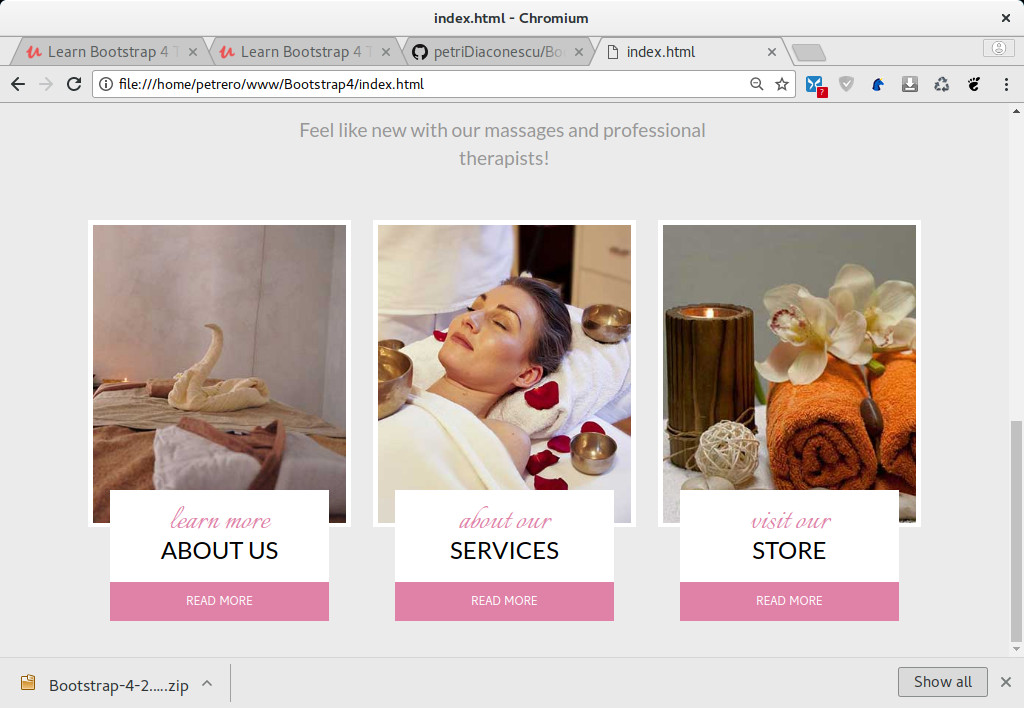 index.html - Chromium
Learn Bootstrap 4 T
Learn Bootstrap 4 T
petriDiaconescu/Bo
index.html
file:///home/petrero/www/Bootstrap4/index.html
?
Feel like new with our massages and professional
therapists!
learn more
ABOUT US
READ MORE
about our
SERVICES
READ MORE
visit our
STORE
READ MORE
Bootstrap-4-2.....zip
Show all